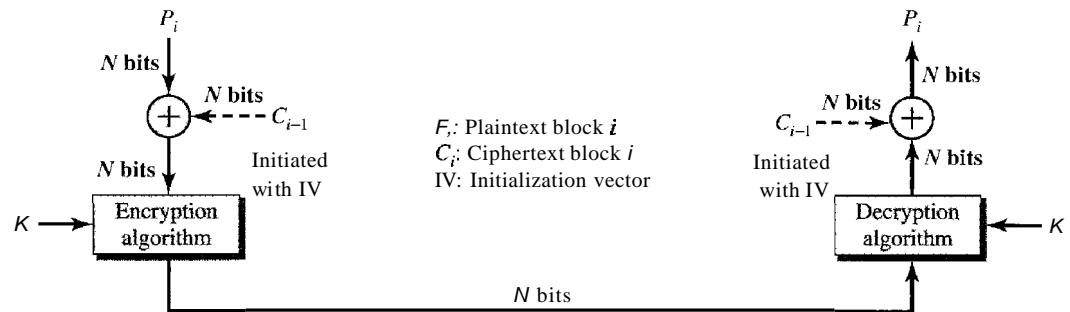 P_i
N bits
N bits
C_{i-1}
N bits
Initiated
with IV
K
Encryption
algorithm
F,: Plaintext block i
C_i: Ciphertext block i
IV: Initialization vector
P_i
N bits
N bits
C_{i-1}
N bits
Initiated
with IV
Decryption
algorithm
K
N bits